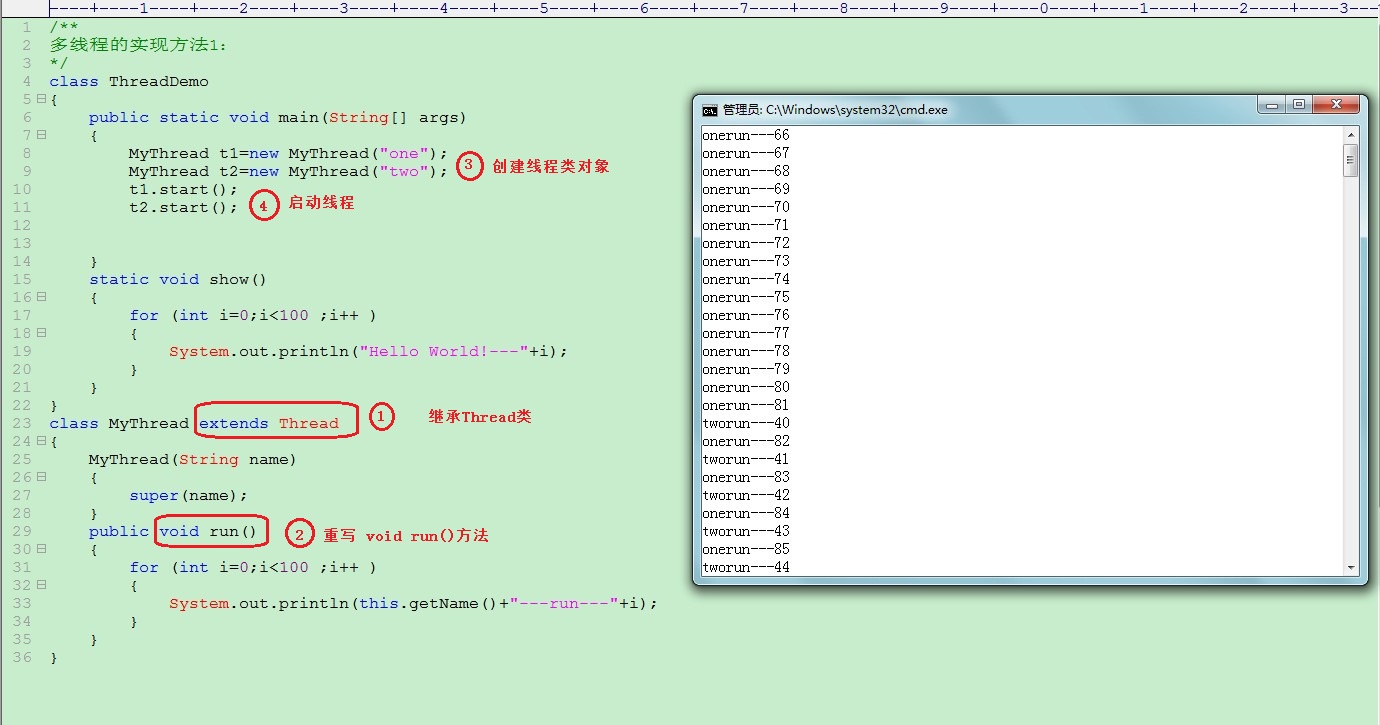 ----+----1----+----2----+----3----+----4----+----5----+----6----+----7----+----8----+----9----+----0----+----1----+----2----+----3--
1 /**
2 多线程的实现方法1:
3 */
4 class ThreadDemo
5 {
6 public static void main(String[] args)
7 {
8 MyThread t1=new MyThread("one");
9 MyThread t2=new MyThread("two");
③ 创建线程类对象
10 t1.start();
11 t2.start();
④ 启动线程
12
13
14 }
15 static void show()
16 {
17 for (int i=0;i<100 ;i++ )
18 {
19 System.out.println("Hello World!---"+i);
20 }
21 }
22 }
23 class MyThread extends Thread
① 继承Thread类
24 {
25 MyThread(String name)
26 {
27 super(name);
28 }
29 public void run()
② 重写 void run()方法
30 {
31 for (int i=0;i<100 ;i++ )
32 {
33 System.out.println(this.getName()+"---run---"+i);
34 }
35 }
36 }
管理员: C:\Windows\system32\cmd.exe
onerun---66
onerun---67
onerun---68
onerun---69
onerun---70
onerun---71
onerun---72
onerun---73
onerun---74
onerun---75
onerun---76
onerun---77
onerun---78
onerun---79
onerun---80
onerun---81
tworun---40
onerun---82
tworun---41
onerun---83
tworun---42
onerun---84
tworun---43
onerun---85
tworun---44